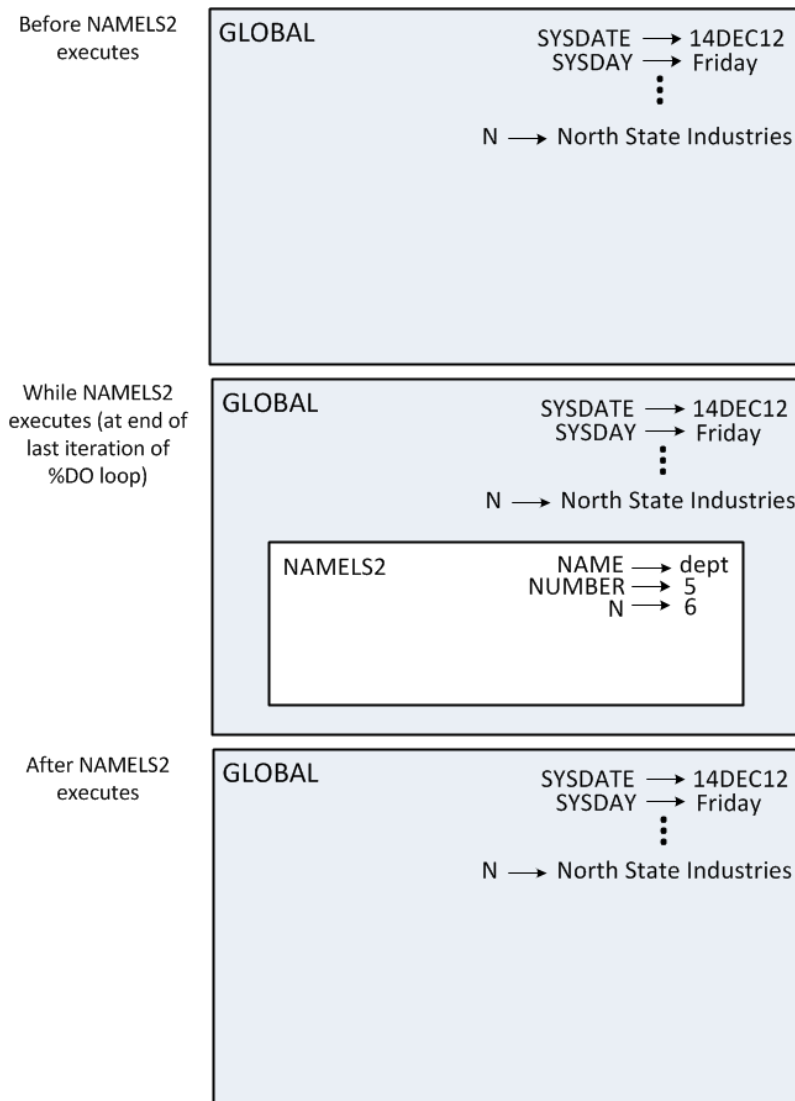 Before NAMELS2
executes
GLOBAL
SYSDATE → 14DEC12
SYSDAY → Friday
N → North State Industries
While NAMELS2
executes (at end of
last iteration of
%DO loop)
GLOBAL
SYSDATE → 14DEC12
SYSDAY → Friday
N → North State Industries
NAMELS2
NAME → dept
NUMBER → 5
N → 6
After NAMELS2
executes
GLOBAL
SYSDATE → 14DEC12
SYSDAY → Friday
N → North State Industries